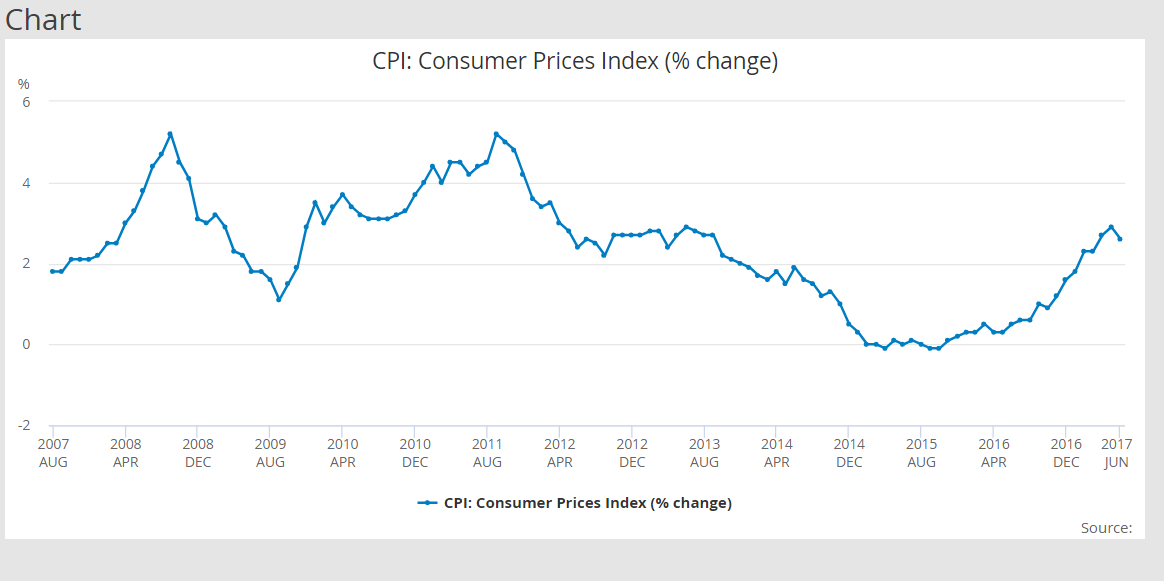 Chart
CPI: Consumer Prices Index (% change)
%
6
4
2
0
-2
2007 2008 2008 2009 2010 2010 2011 2012 2012 2013 2014 2014 2015 2016 2016 2017
AUG APR DEC AUG APR DEC AUG APR DEC AUG APR DEC AUG APR DEC JUN
CPI: Consumer Prices Index (% change)
Source: